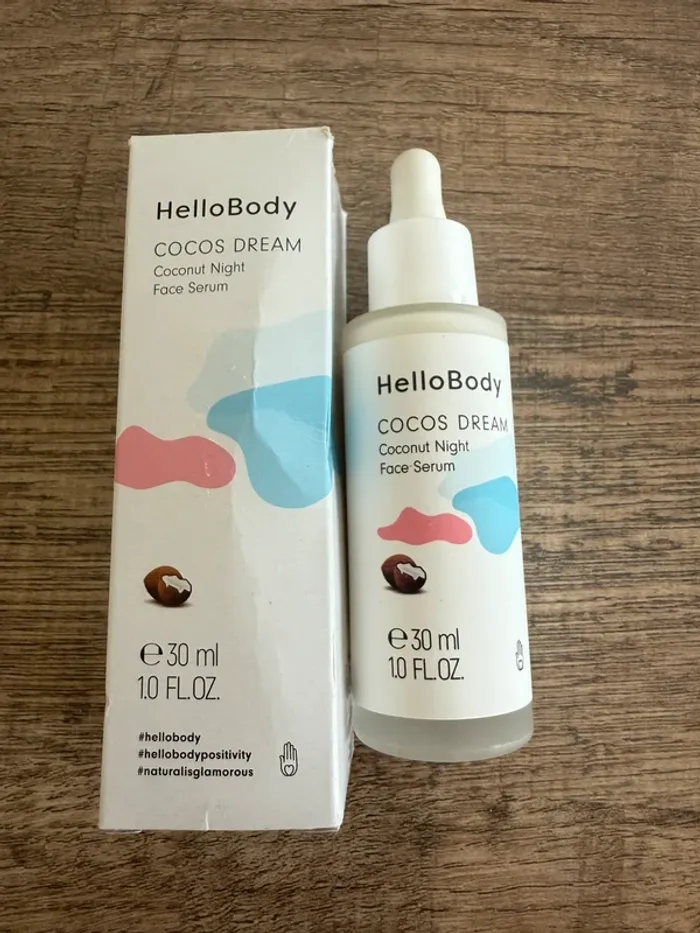 HelloBody
COCOS DREAM
Coconut Night
Face Serum
℮ 30 ml
1.0 FL.OZ.
#hellobody
#hellobodypositivity
#naturalisglamorous
HelloBody
COCOS DREAM
Coconut Night
Face Serum
℮ 30 ml
1.0 FL.OZ.